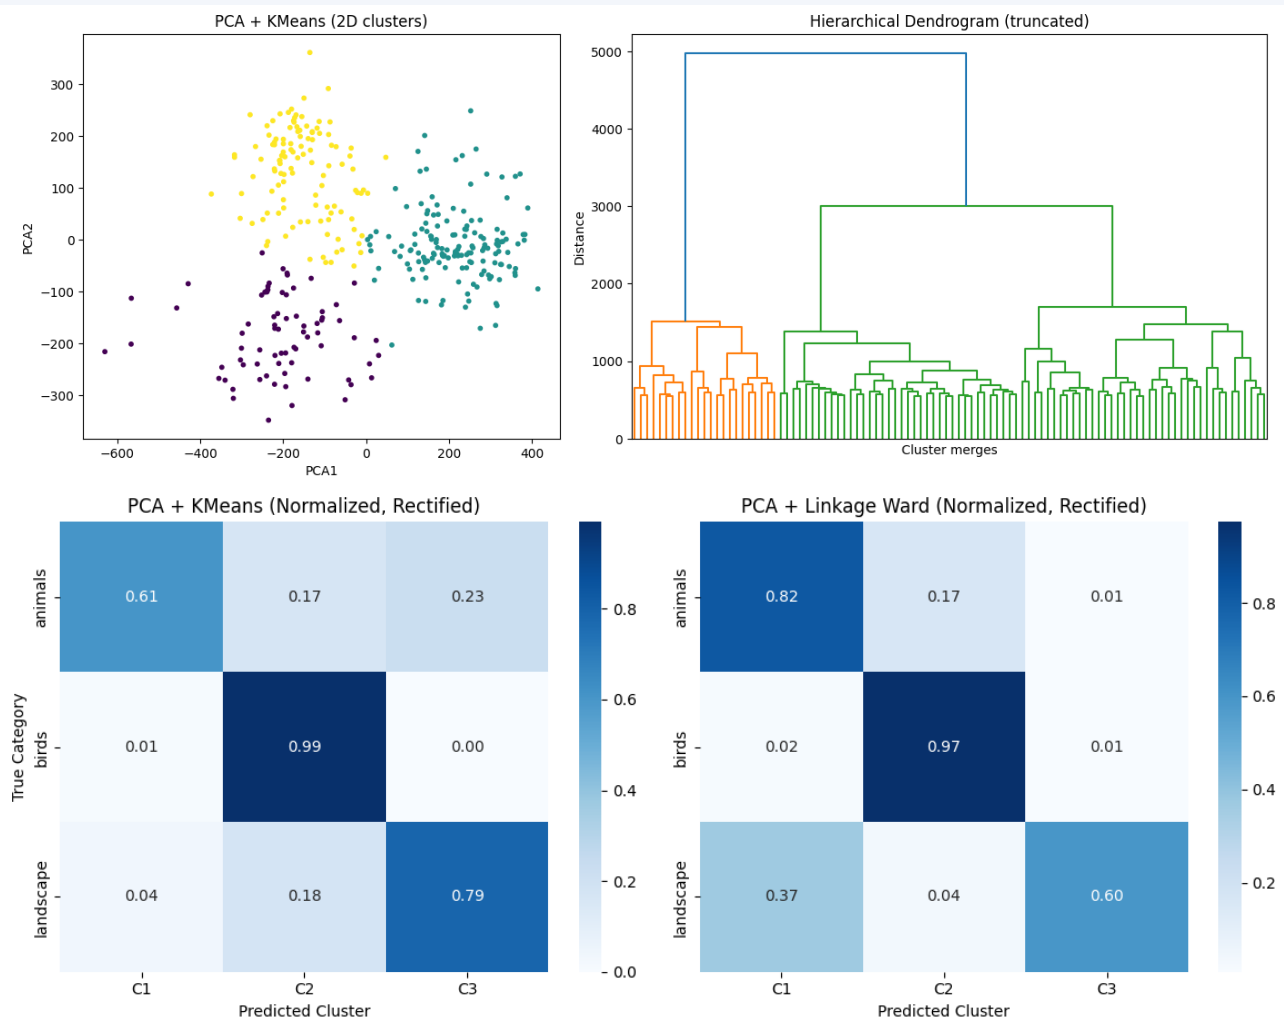 PCA + KMeans (2D clusters)
300
200
100
0
−100
−200
−300
PCA2
−600
−400
−200
0
200
400
PCA1
Hierarchical Dendrogram (truncated)
5000
4000
3000
2000
1000
0
Distance
Cluster merges
PCA + KMeans (Normalized, Rectified)
True Category
animals
0.61 0.17 0.23
birds
0.01 0.99 0.00
landscape
0.04 0.18 0.79
C1 C2 C3
Predicted Cluster
0.8
0.6
0.4
0.2
0.0
PCA + Linkage Ward (Normalized, Rectified)
animals
0.82 0.17 0.01
birds
0.02 0.97 0.01
landscape
0.37 0.04 0.60
C1 C2 C3
Predicted Cluster
0.8
0.6
0.4
0.2